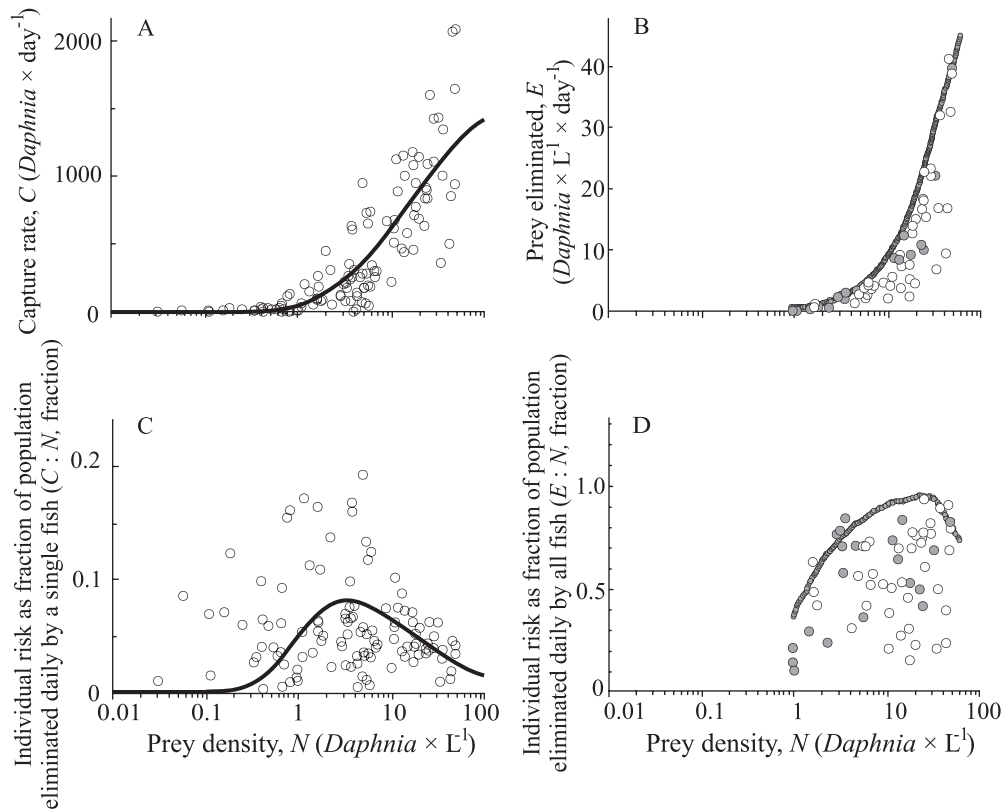 A
Capture rate, C (Daphnia × day⁻¹)
2000
1000
0
B
Prey eliminated, E
(Daphnia × L⁻¹ × day⁻¹)
40
30
20
10
0
C
Individual risk as fraction of population
eliminated daily by a single fish (C : N, fraction)
0.2
0.1
0
0.01 0.1 1 10 100
Prey density, N (Daphnia × L⁻¹)
D
Individual risk as fraction of population
eliminated daily by all fish (E : N, fraction)
1.0
0.5
0
0.01 0.1 1 10 100
Prey density, N (Daphnia × L⁻¹)